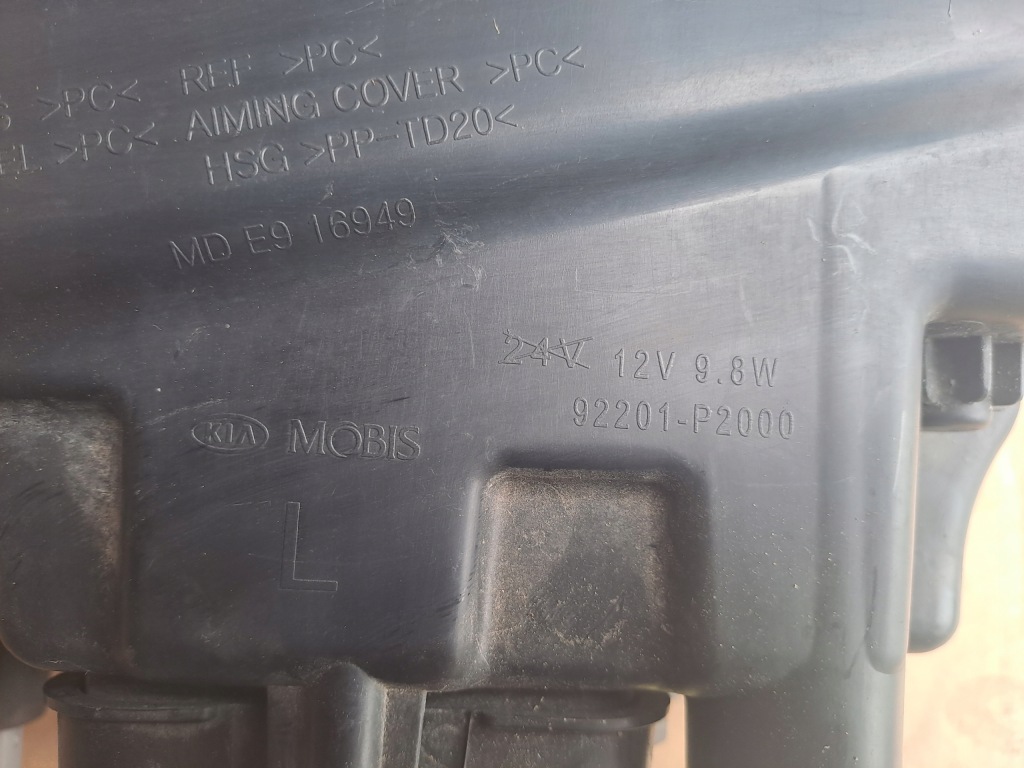 >PC< REF >PC<
>PC< AIMING COVER >PC<
HSG >PP-TD20<
MD E9 16949
24V 12V 9.8W
92201-P2000
KIA MOBIS
L